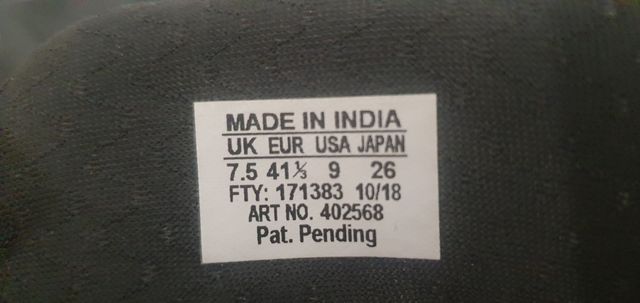 MADE IN INDIA
UK EUR USA JAPAN
7.5 41⅓ 9 26
FTY: 171383 10/18
ART NO. 402568
Pat. Pending